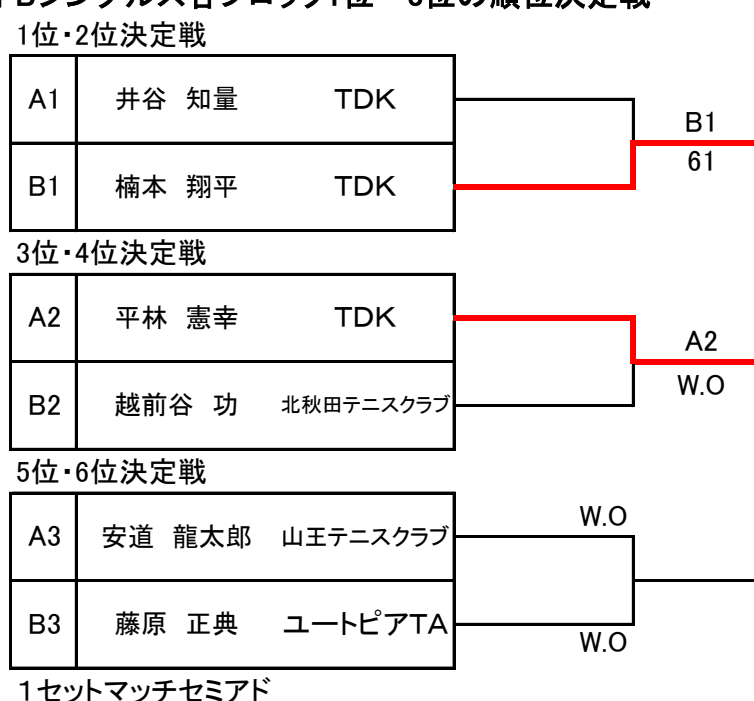 Bシングルス各ブロック1位～3位の順位決定戦
1位・2位決定戦
A1 井谷 知量 TDK
B1
61
B1 楠本 翔平 TDK
3位・4位決定戦
A2 平林 憲幸 TDK
A2
W.O
B2 越前谷 功 北秋田テニスクラブ
5位・6位決定戦
A3 安道 龍太郎 山王テニスクラブ W.O
B3 藤原 正典 ユートピアTA W.O
1セットマッチセミアド